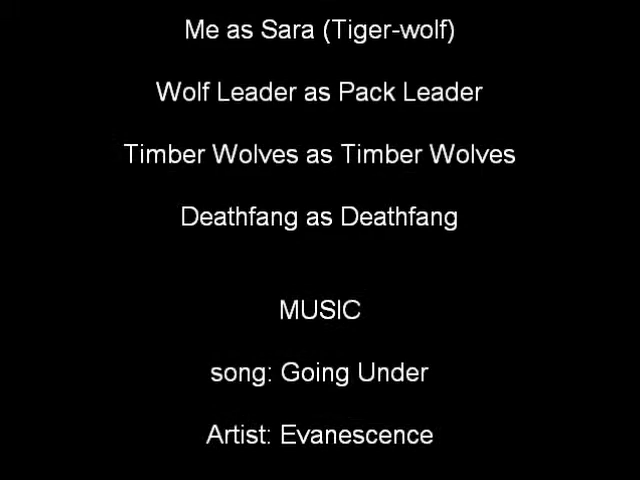 Me as Sara (Tiger-wolf)
Wolf Leader as Pack Leader
Timber Wolves as Timber Wolves
Deathfang as Deathfang
MUSIC
song: Going Under
Artist: Evanescence